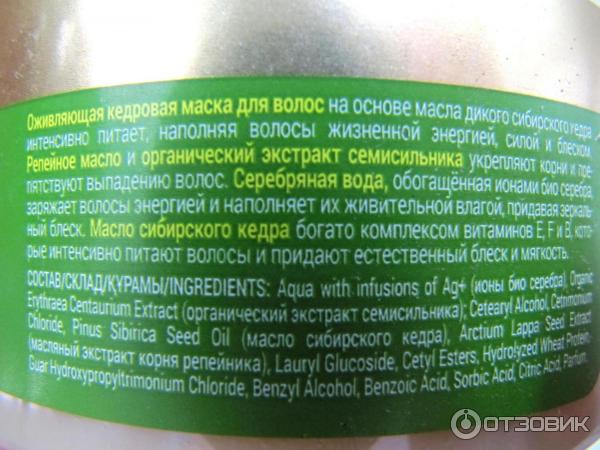 Оживляющая кедровая маска для волос на основе масла дикого сибирского кедра
интенсивно питает, наполняя волосы жизненной энергией, силой и блеском.
Репейное масло и органический экстракт семисильника укрепляют корни и пре-
пятствуют выпадению волос. Серебряная вода, обогащённая ионами био серебра,
заряжает волосы энергией и наполняет их живительной влагой, придавая зеркаль-
ный блеск. Масло сибирского кедра богато комплексом витаминов E, F и B, кото-
рые интенсивно питают волосы и придают естественный блеск и мягкость.
СОСТАВ/СКЛАД/ҚҰРАМЫ/INGREDIENTS: Aqua with infusions of Ag+ (ионы био серебра), Organic
Erythraea Centaurium Extract (органический экстракт семисильника); Cetearyl Alcohol, Cetrimonium
Chloride, Pinus Sibirica Seed Oil (масло сибирского кедра), Arctium Lappa Seed Extract
(масляный экстракт корня репейника), Lauryl Glucoside, Cetyl Esters, Hydrolyzed Wheat Protein,
Guar Hydroxypropyltrimonium Chloride, Benzyl Alcohol, Benzoic Acid, Sorbic Acid, Citric Acid, Parfum.
ОТЗОВИК